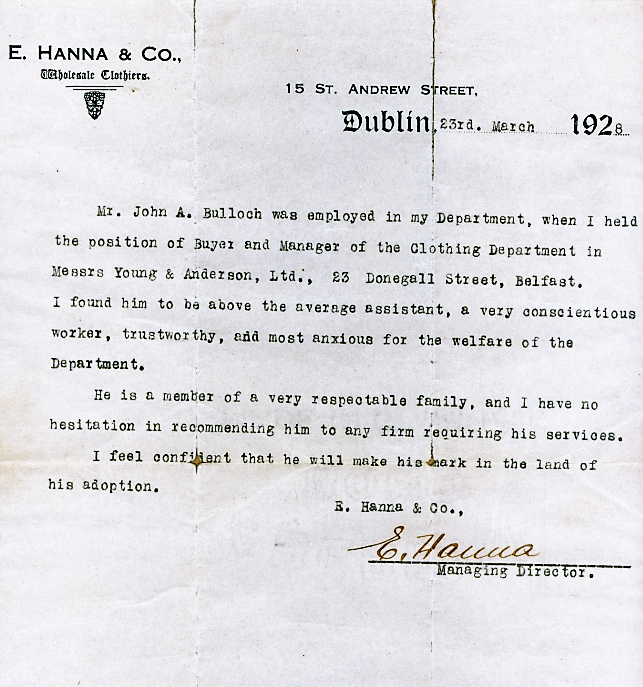 E. HANNA & CO.,
Wholesale Clothiers.
15 ST. ANDREW STREET,
Dublin, 23rd. March 1928
Mr. John A. Bulloch was employed in my Department, when I held
the position of Buyer and Manager of the Clothing Department in
Messrs Young & Anderson, Ltd., 23 Donegall Street, Belfast.
I found him to be above the average assistant, a very conscientious
worker, trustworthy, and most anxious for the welfare of the
Department.
He is a member of a very respectable family, and I have no
hesitation in recommending him to any firm requiring his services.
I feel confident that he will make his mark in the land of
his adoption.
E. Hanna & Co.,
E. Hanna
Managing Director.